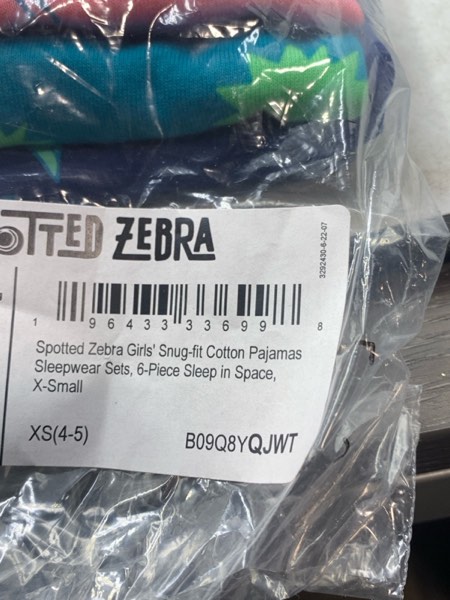 OTTED ZEBRA
3292430-6-22-07
1 96433 33699 8
Spotted Zebra Girls' Snug-fit Cotton Pajamas
Sleepwear Sets, 6-Piece Sleep in Space,
X-Small
XS(4-5)
B09Q8YQJWT